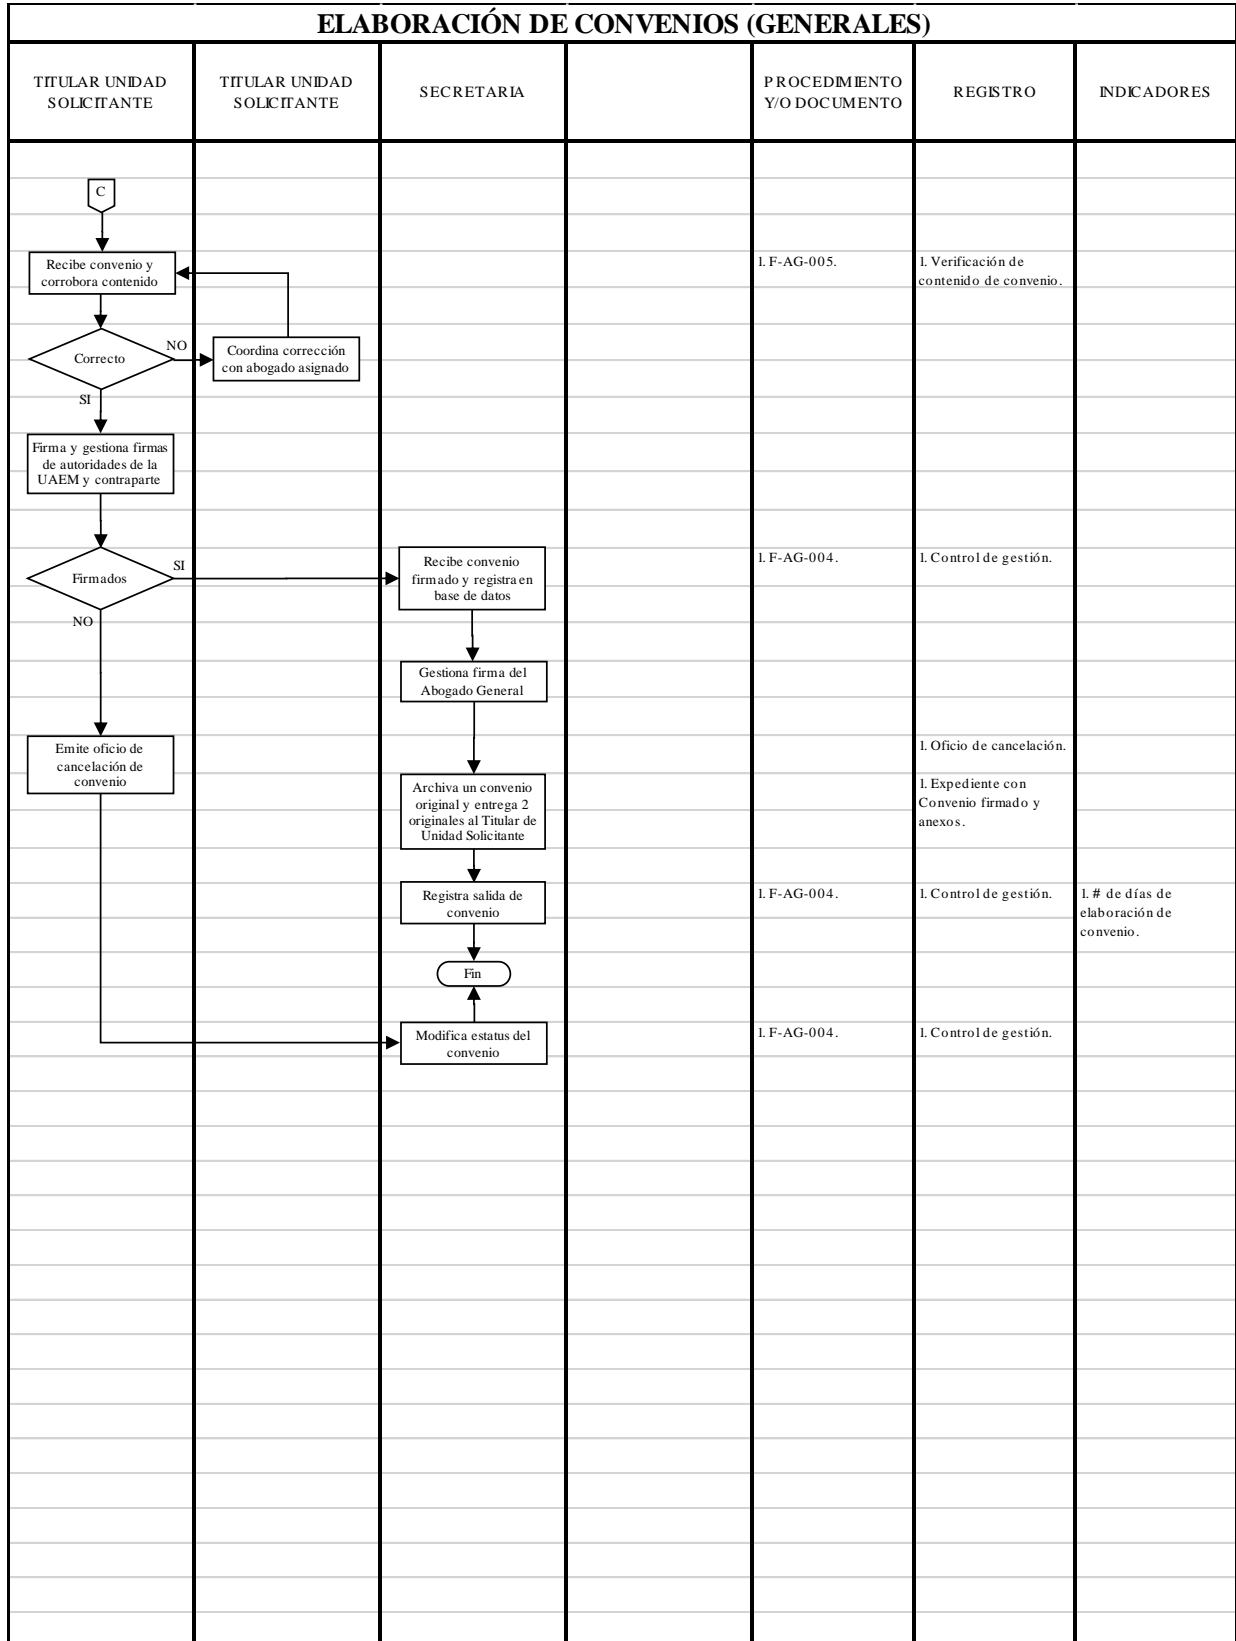 ELABORACIÓN DE CONVENIOS (GENERALES)
TITULAR UNIDAD
SOLICITANTE
TITULAR UNIDAD
SOLICITANTE
SECRETARIA
PROCEDIMIENTO
Y/O DOCUMENTO
REGISTRO
INDICADORES
C
Recibe convenio y
corrobora contenido
1. F-AG-005.
1. Verificación de
contenido de convenio.
Correcto
NO
Coordina corrección
con abogado asignado
SI
Firma y gestiona firmas
de autoridades de la
UAEM y contraparte
Firmados
SI
Recibe convenio
firmado y registra en
base de datos
1. F-AG-004.
1. Control de gestión.
NO
Gestiona firma del
Abogado General
Emite oficio de
cancelación de
convenio
1. Oficio de cancelación.
Archiva un convenio
original y entrega 2
originales al Titular de
Unidad Solicitante
1. Expediente con
Convenio firmado y
anexos.
Registra salida de
convenio
1. F-AG-004.
1. Control de gestión.
1. # de días de
elaboración de
convenio.
Fin
Modifica estatus del
convenio
1. F-AG-004.
1. Control de gestión.